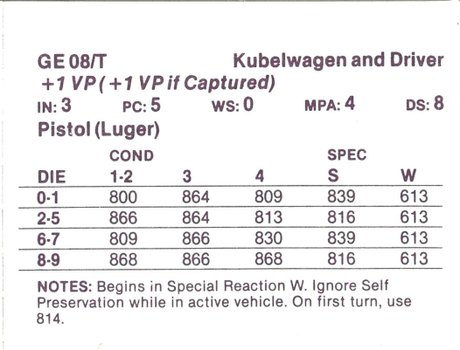 GE 08/T Kubelwagen and Driver
+1 VP ( +1 VP if Captured)
IN: 3 PC: 5 WS: 0 MPA: 4 DS: 8
Pistol (Luger)
COND SPEC
DIE 1-2 3 4 S W
0-1 800 864 809 839 613
2-5 866 864 813 816 613
6-7 809 866 830 839 613
8-9 868 866 868 816 613
NOTES: Begins in Special Reaction W. Ignore Self
Preservation while in active vehicle. On first turn, use
814.